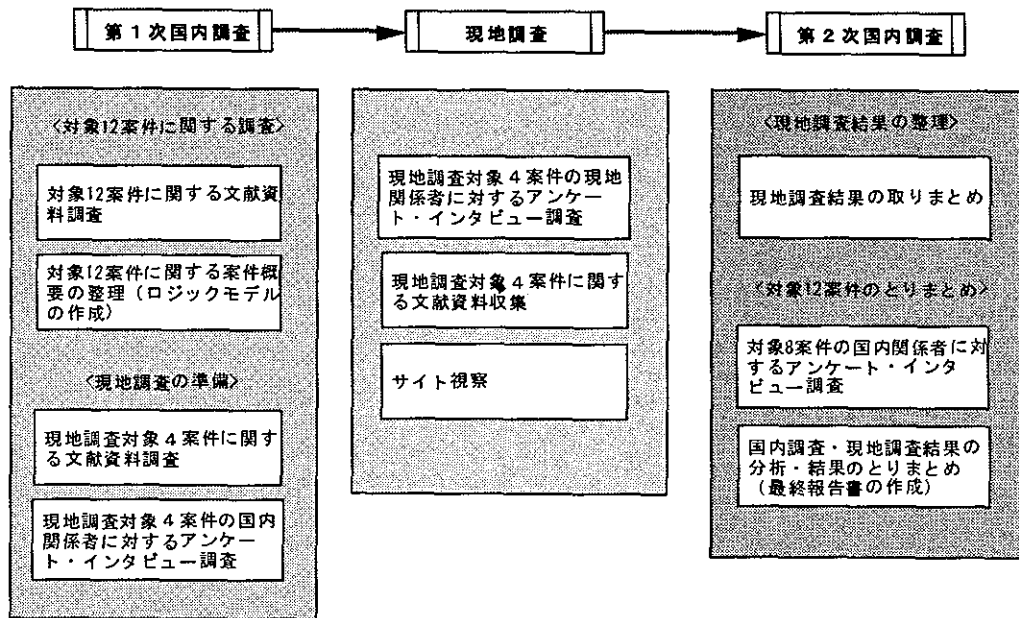 第1次国内調査
現地調査
第2次国内調査
〈対象12案件に関する調査〉
対象12案件に関する文献資
料調査
対象12案件に関する案件概
要の整理（ロジックモデル
の作成）
〈現地調査の準備〉
現地調査対象４案件に関す
る文献資料調査
現地調査対象４案件の国内
関係者に対するアンケー
ト・インタビュー調査
現地調査対象４案件の現地
関係者に対するアンケー
ト・インタビュー調査
現地調査対象４案件に関す
る文献資料収集
サイト視察
〈現地調査結果の整理〉
現地調査結果の取りまとめ
〈対象12案件のとりまとめ〉
対象8案件の国内関係者に対
するアンケート・インタ
ビュー調査
国内調査・現地調査結果の
分析・結果のとりまとめ
（最終報告書の作成）